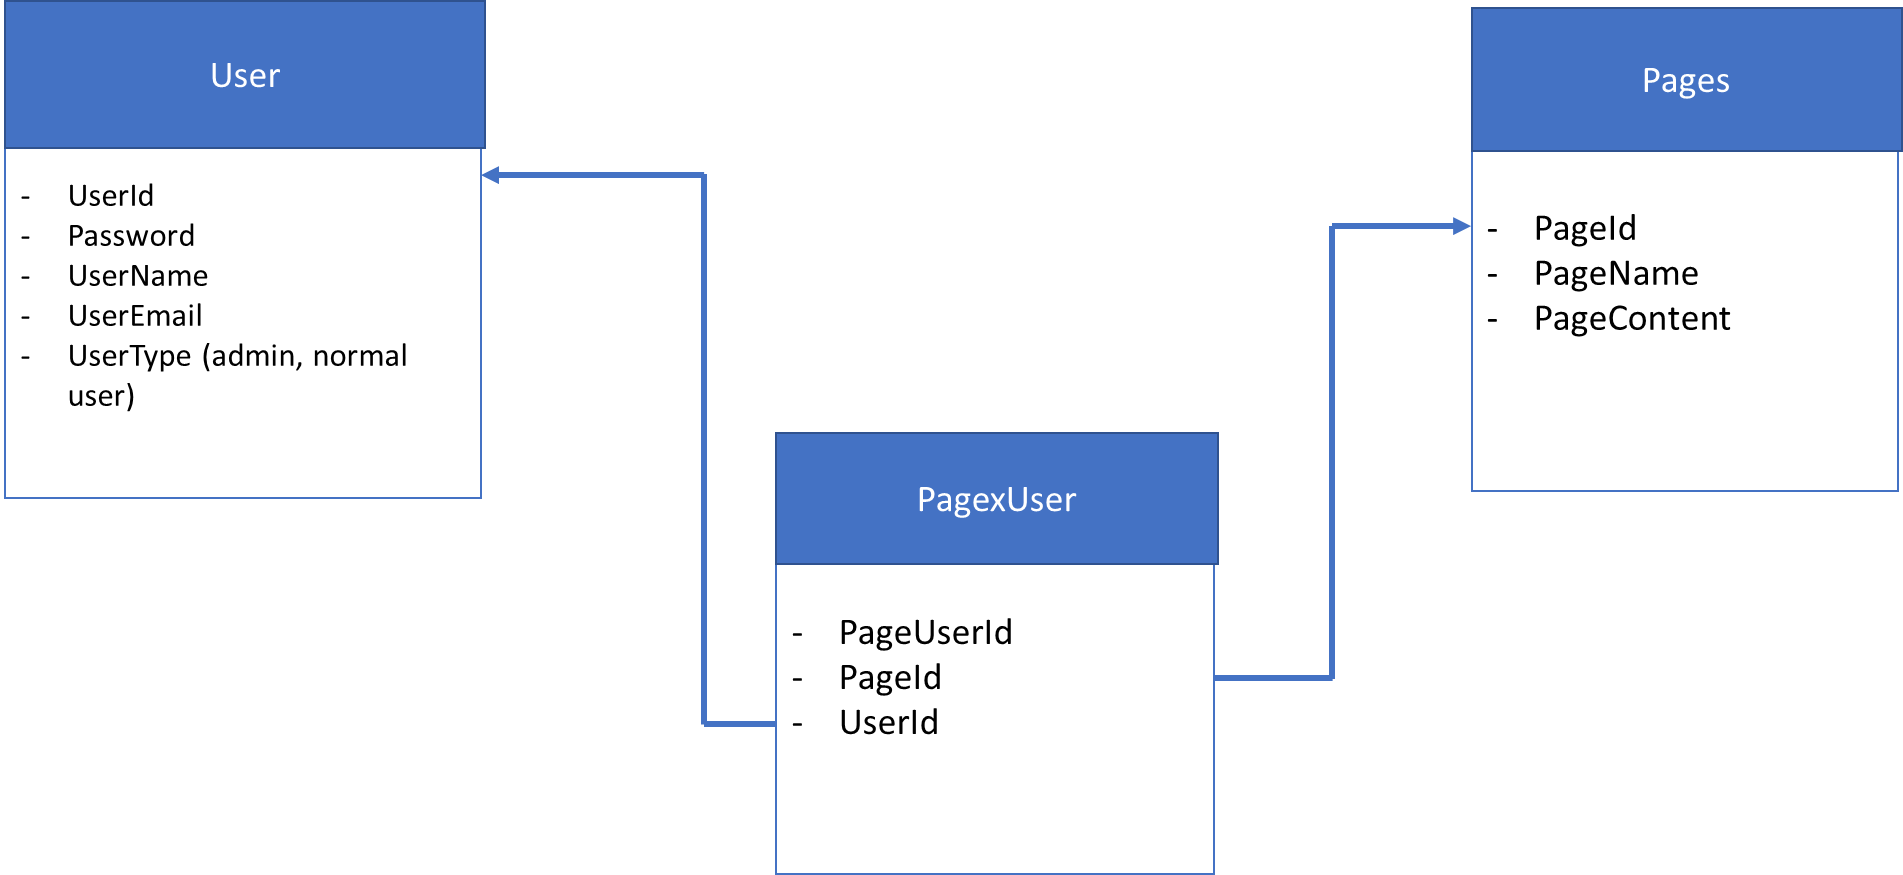 User
- UserId
- Password
- UserName
- UserEmail
- UserType (admin, normal
user)
Pages
- PageId
- PageName
- PageContent
PagexUser
- PageUserId
- PageId
- UserId